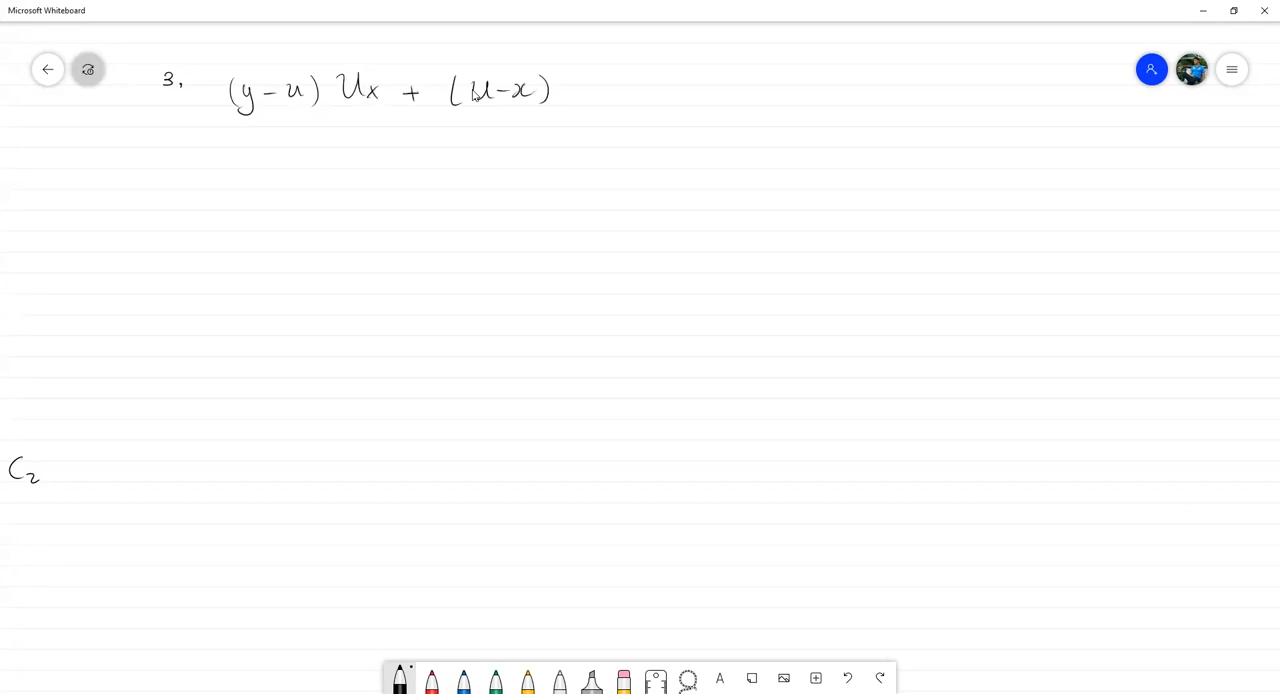 Microsoft Whiteboard
3. (y-u) Ux + (u-x)
C2
A